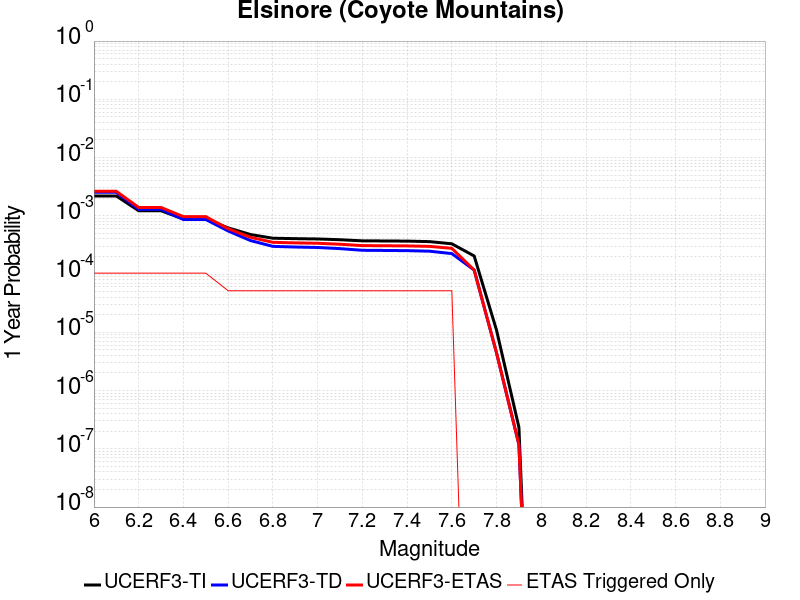 Elsinore (Coyote Mountains)
10^0
10^-1
10^-2
10^-3
10^-4
10^-5
10^-6
10^-7
10^-8
1 Year Probability
6 6.2 6.4 6.6 6.8 7 7.2 7.4 7.6 7.8 8 8.2 8.4 8.6 8.8 9
Magnitude
UCERF3-TI UCERF3-TD UCERF3-ETAS ETAS Triggered Only